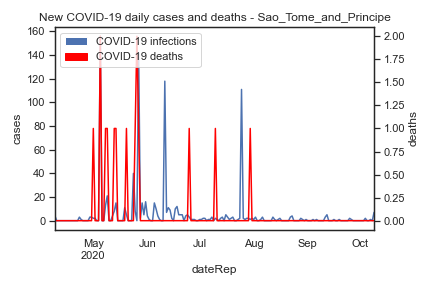 New COVID-19 daily cases and deaths - Sao_Tome_and_Principe
COVID-19 infections
COVID-19 deaths
160
140
120
100
80
60
40
20
0
cases
2.00
1.75
1.50
1.25
1.00
0.75
0.50
0.25
0.00
deaths
May Jun Jul Aug Sep Oct
2020
dateRep